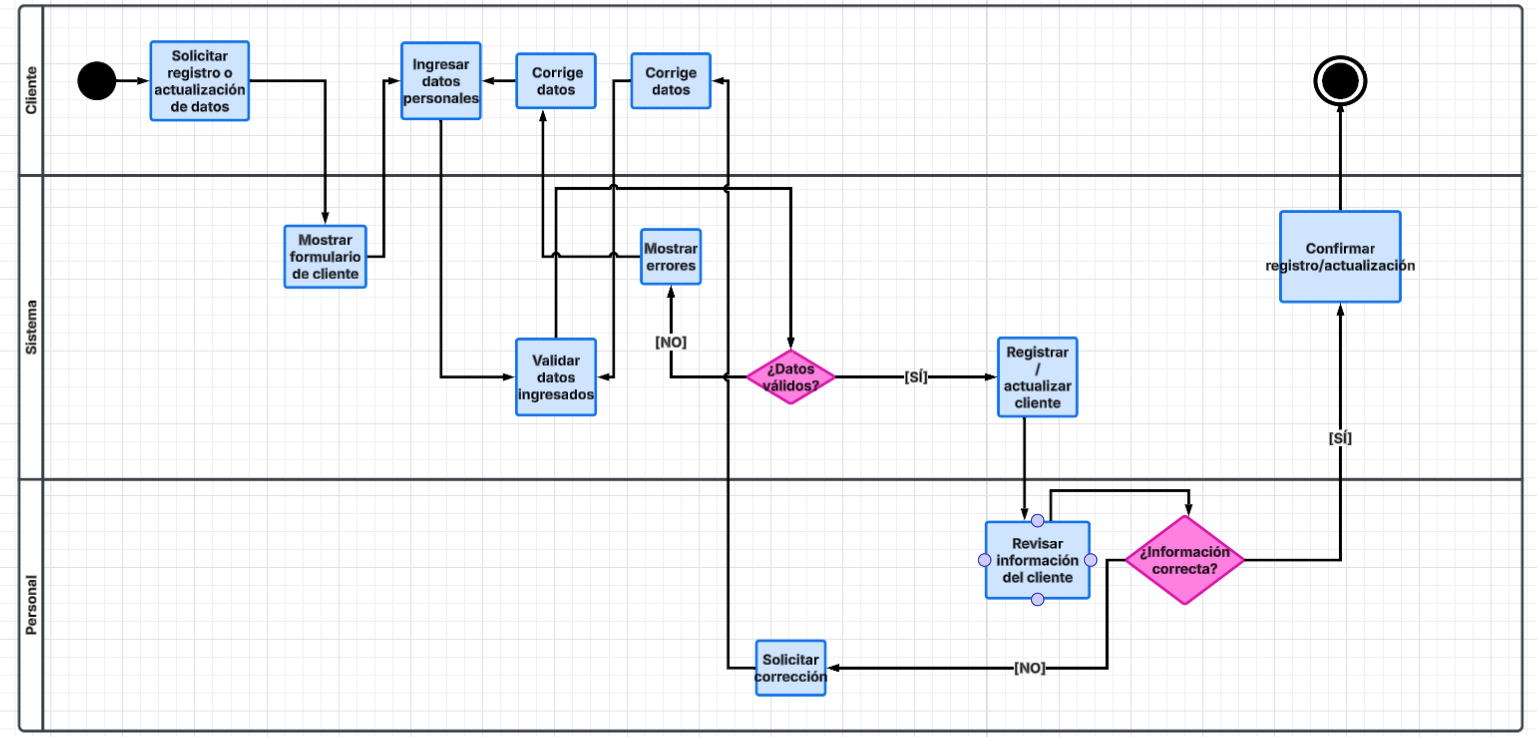 Cliente
Solicitar
registro o
actualización
de datos
Ingresar
datos
personales
Corrige
datos
Corrige
datos
Sistema
Mostrar
formulario
de cliente
Mostrar
errores
Confirmar
registro/actualización
[NO]
Validar
datos
ingresados
¿Datos
válidos?
[SÍ]
Registrar
/
actualizar
cliente
[SÍ]
Personal
Revisar
información
del cliente
¿Información
correcta?
Solicitar
corrección
[NO]